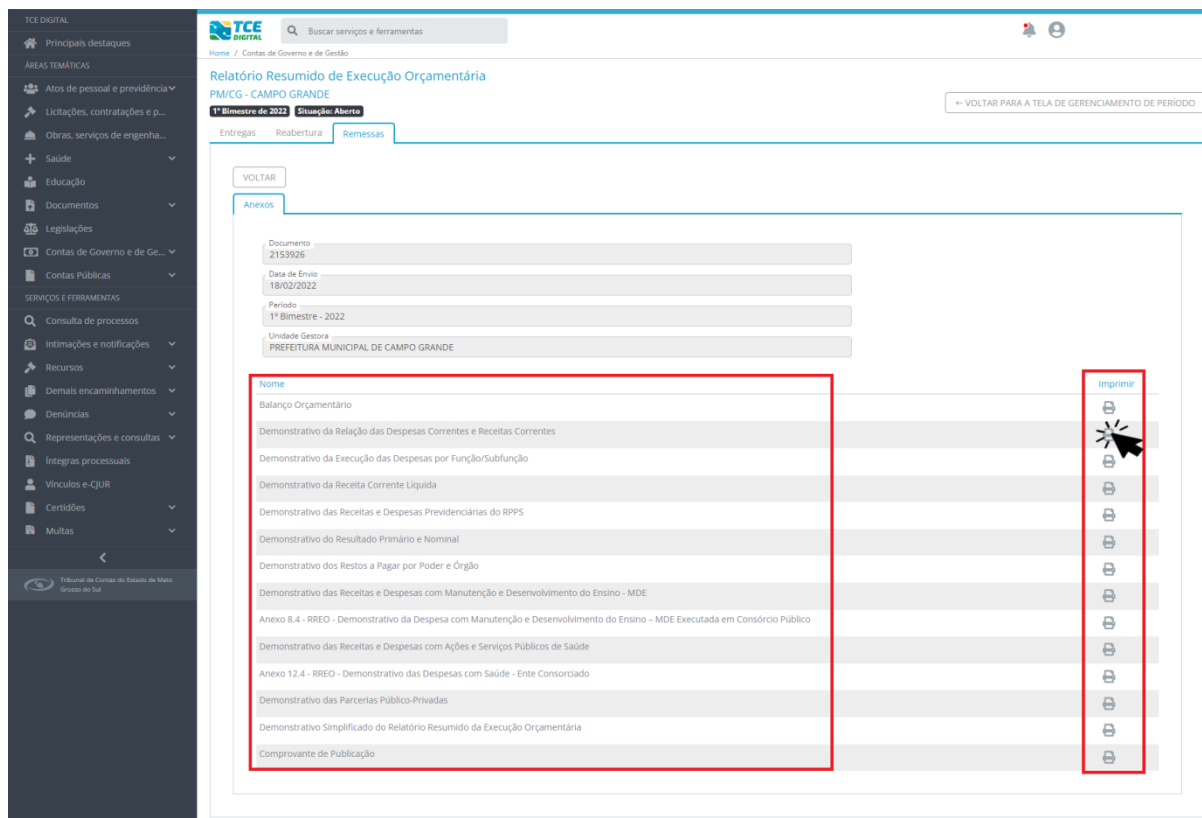 TCE DIGITAL
Principais destaques
ÁREAS TEMÁTICAS
Atos de pessoal e previdência
Licitações, contratações e p...
Obras, serviços de engenha...
Saúde
Educação
Documentos
Legislações
Contas de Governo e de Ge...
Contas Públicas
SERVIÇOS E FERRAMENTAS
Consulta de processos
Intimações e notificações
Recursos
Demais encaminhamentos
Denúncias
Representações e consultas
Íntegras processuais
Vínculos e-CJUR
Certidões
Multas
Tribunal de Contas do Estado de Mato
Grosso do Sul
TCE
DIGITAL
Buscar serviços e ferramentas
Home / Contas de Governo e de Gestão
Relatório Resumido de Execução Orçamentária
PM/CG - CAMPO GRANDE
1º Bimestre de 2022 Situação: Aberto
← VOLTAR PARA A TELA DE GERENCIAMENTO DE PERÍODO
Entregas Reabertura Remessas
VOLTAR
Anexos
Documento
2153926
Data de Envio
18/02/2022
Período
1º Bimestre - 2022
Unidade Gestora
PREFEITURA MUNICIPAL DE CAMPO GRANDE
Nome Imprimir
Balanço Orçamentário
Demonstrativo da Relação das Despesas Correntes e Receitas Correntes
Demonstrativo da Execução das Despesas por Função/Subfunção
Demonstrativo da Receita Corrente Líquida
Demonstrativo das Receitas e Despesas Previdenciárias do RPPS
Demonstrativo do Resultado Primário e Nominal
Demonstrativo dos Restos a Pagar por Poder e Órgão
Demonstrativo das Receitas e Despesas com Manutenção e Desenvolvimento do Ensino - MDE
Anexo 8.4 - RREO - Demonstrativo da Despesa com Manutenção e Desenvolvimento do Ensino – MDE Executada em Consórcio Público
Demonstrativo das Receitas e Despesas com Ações e Serviços Públicos de Saúde
Anexo 12.4 - RREO - Demonstrativo das Despesas com Saúde - Ente Consorciado
Demonstrativo das Parcerias Público-Privadas
Demonstrativo Simplificado do Relatório Resumido da Execução Orçamentária
Comprovante de Publicação